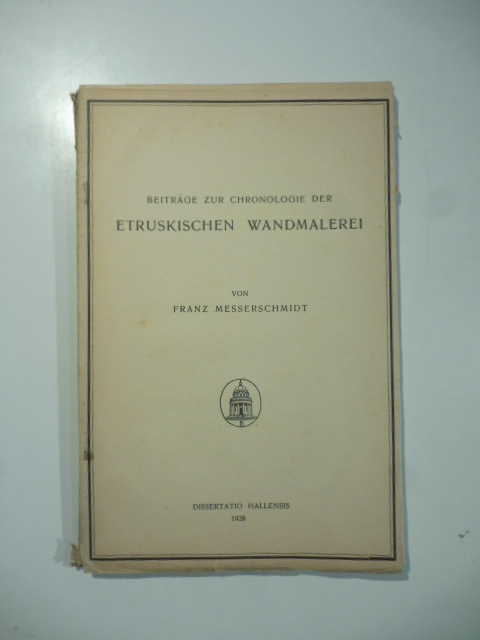 BEITRÄGE ZUR CHRONOLOGIE DER
ETRUSKISCHEN WANDMALEREI
VON
FRANZ MESSERSCHMIDT
DISSERTATIO HALLENSIS
1928